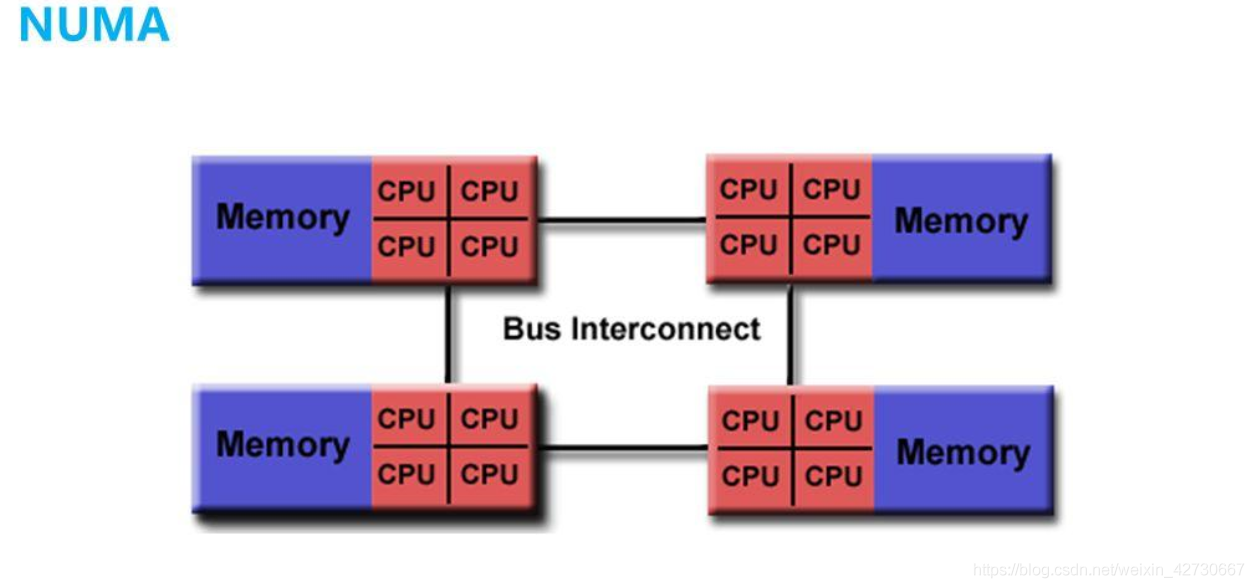 NUMA
Memory CPU CPU CPU CPU Memory
CPU CPU CPU CPU
Bus Interconnect
Memory CPU CPU CPU CPU Memory
CPU CPU CPU CPU
https://blog.csdn.net/weixin_42730667